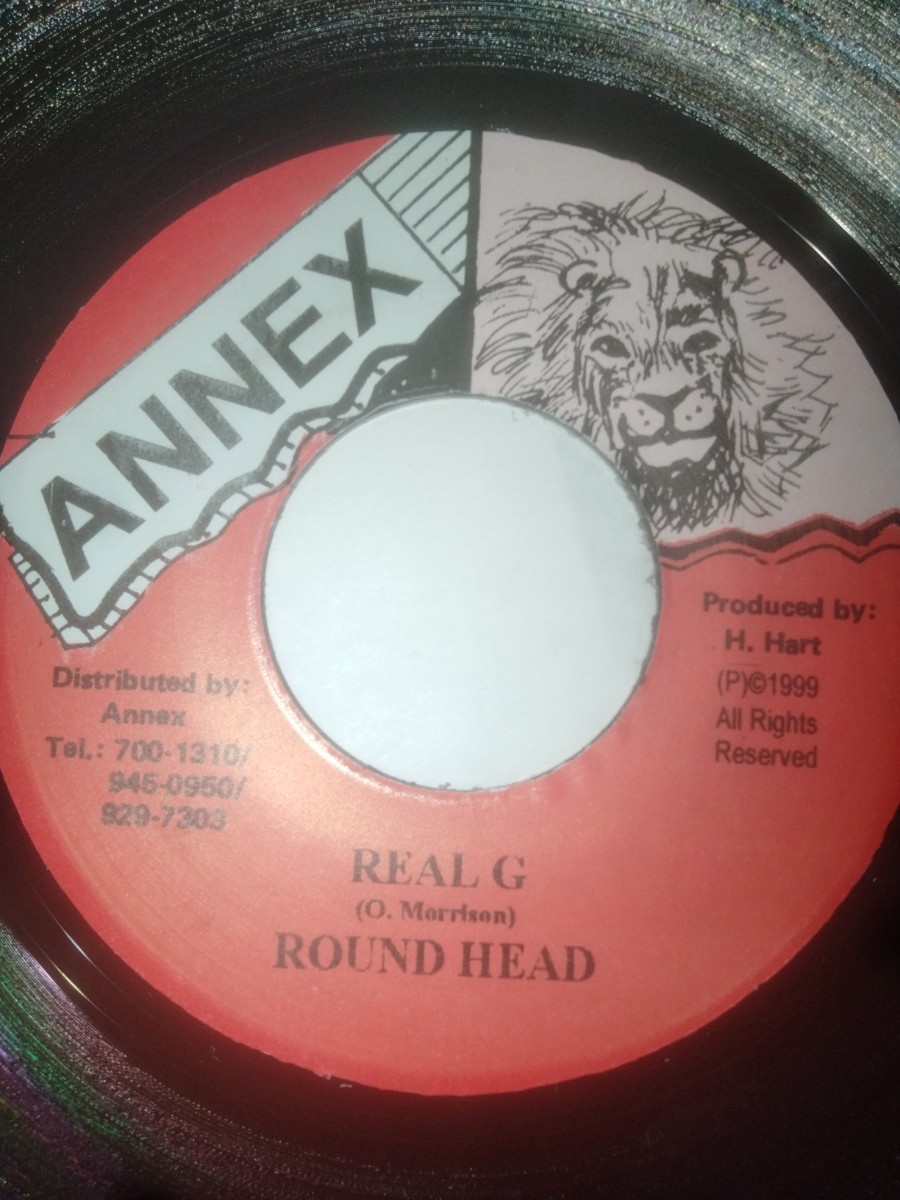 ANNEX
Produced by:
H. Hart
(P)©1999
All Rights
Reserved
Distributed by:
Annex
Tel.: 700-1310/
945-0950/
929-7303
REAL G
(O. Morrison)
ROUND HEAD